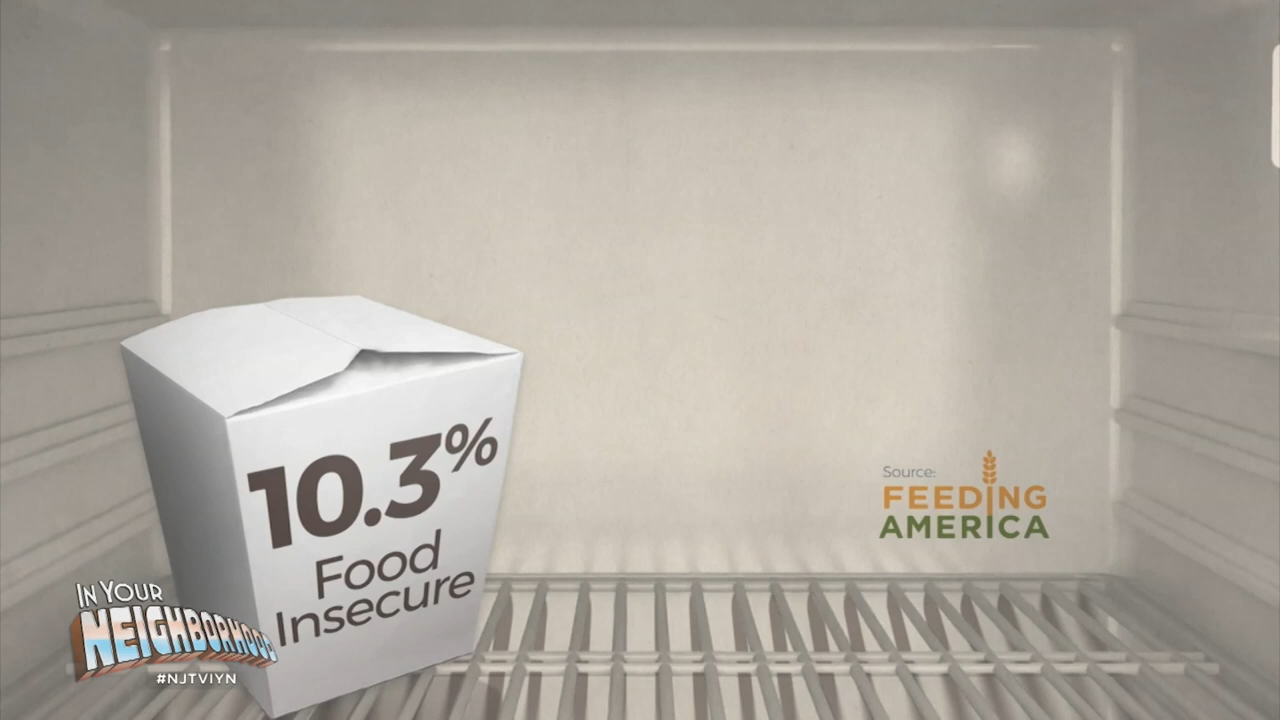 10.3%
Food
Insecure
Source:
FEEDING
AMERICA
IN YOUR
NEIGHBORHOOD
#NJTVIYN